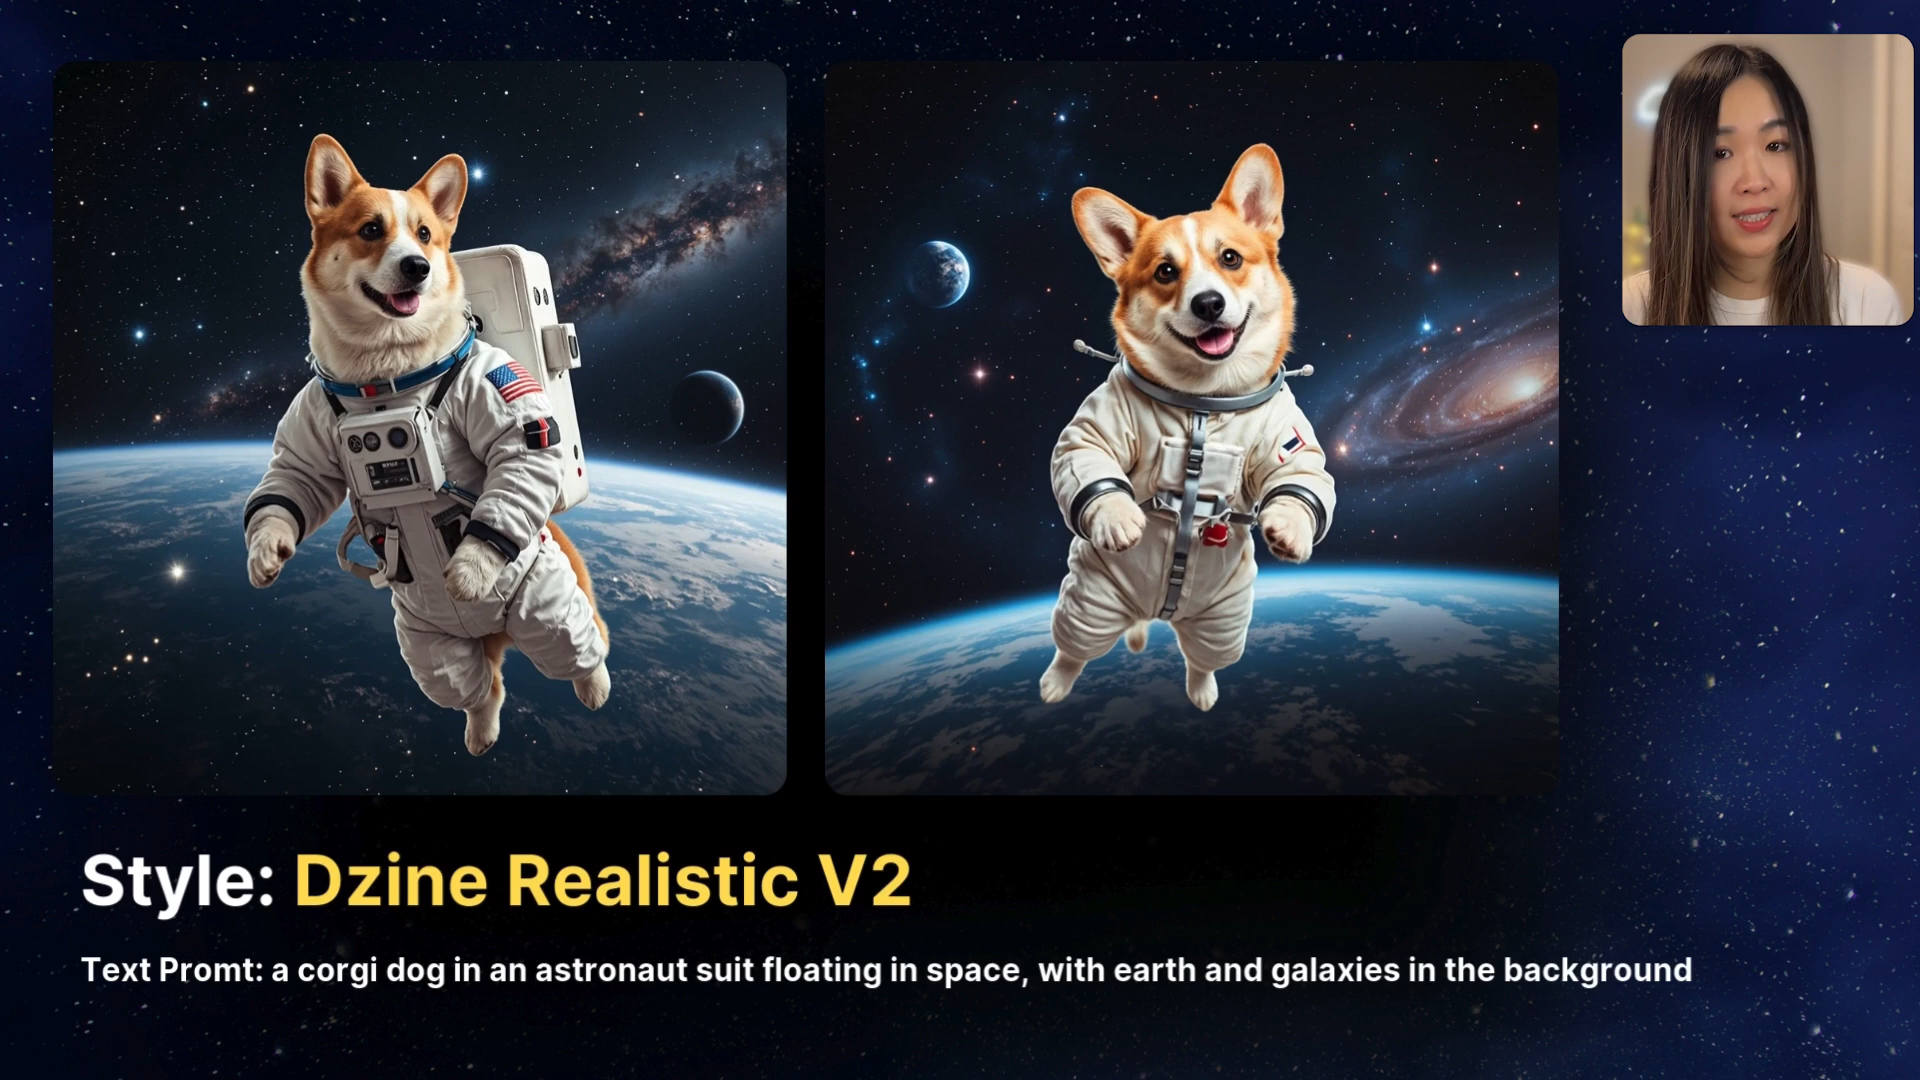 Style: Dzine Realistic V2
Text Promt: a corgi dog in an astronaut suit floating in space, with earth and galaxies in the background